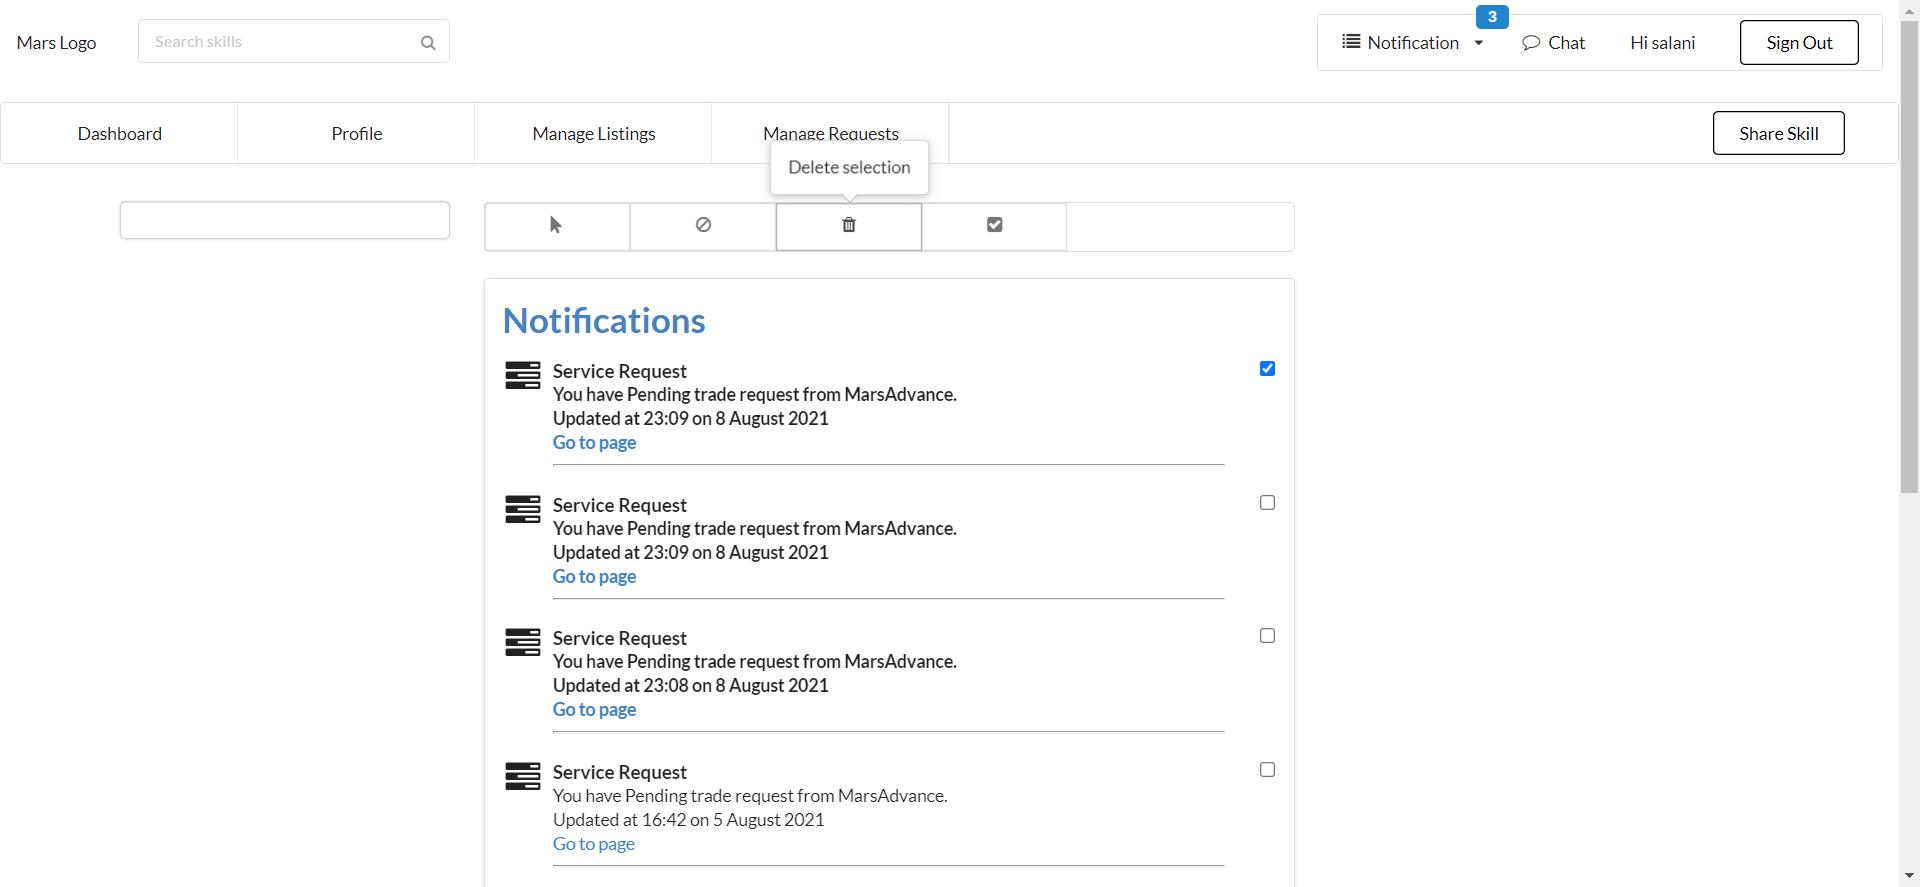 Mars Logo
Search skills
3
Notification
Chat
Hi salani
Sign Out
Dashboard
Profile
Manage Listings
Manage Requests
Share Skill
Delete selection
Notifications
Service Request
You have Pending trade request from MarsAdvance.
Updated at 23:09 on 8 August 2021
Go to page
Service Request
You have Pending trade request from MarsAdvance.
Updated at 23:09 on 8 August 2021
Go to page
Service Request
You have Pending trade request from MarsAdvance.
Updated at 23:08 on 8 August 2021
Go to page
Service Request
You have Pending trade request from MarsAdvance.
Updated at 16:42 on 5 August 2021
Go to page